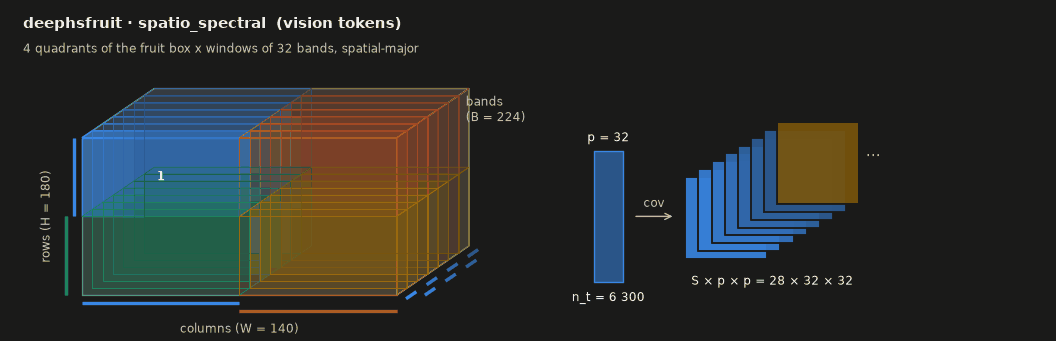 deephsfruit · spatio_spectral (vision tokens)
4 quadrants of the fruit box x windows of 32 bands, spatial-major
bands
(B = 224)
p = 32
1
rows (H = 180)
cov
...
S × p × p = 28 × 32 × 32
n_t = 6 300
columns (W = 140)